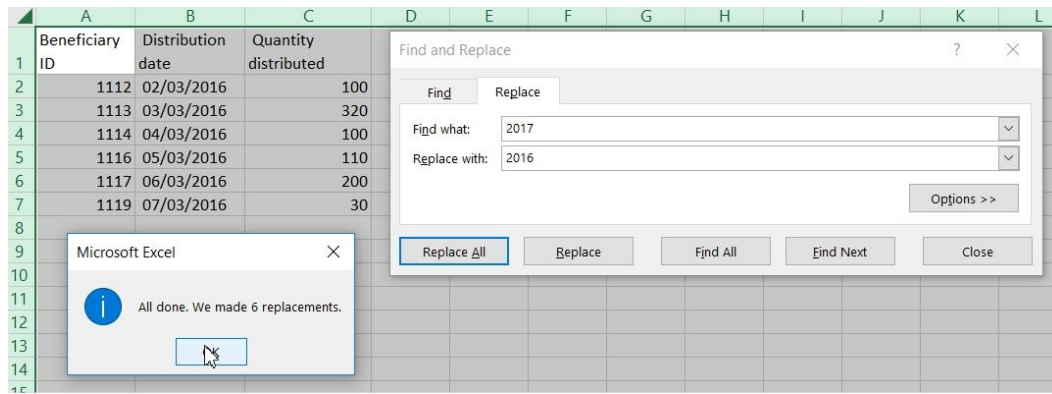 A B C D E F G H I J K L
Beneficiary Distribution Quantity
1 ID date distributed
2 1112 02/03/2016 100
3 1113 03/03/2016 320
4 1114 04/03/2016 100
5 1116 05/03/2016 110
6 1117 06/03/2016 200
7 1119 07/03/2016 30
8
9
10
11
12
13
14
15
Find and Replace ?
Find Replace
Find what: 2017
Replace with: 2016
Options >>
Replace All Replace Find All Find Next Close
Microsoft Excel
i All done. We made 6 replacements.
OK